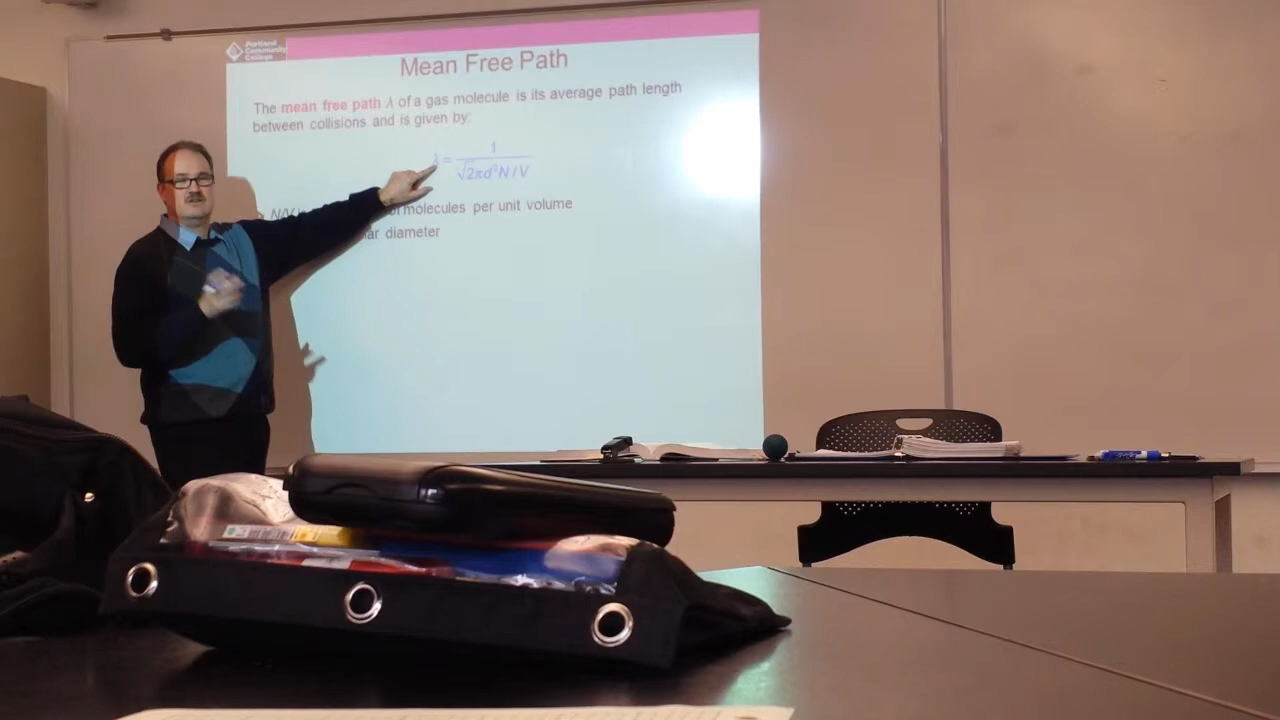 Portland
Community
College
Mean Free Path
The mean free path λ of a gas molecule is its average path length
between collisions and is given by:
λ = 1 / √2πd²N / V
N/V molecules per unit volume
diameter